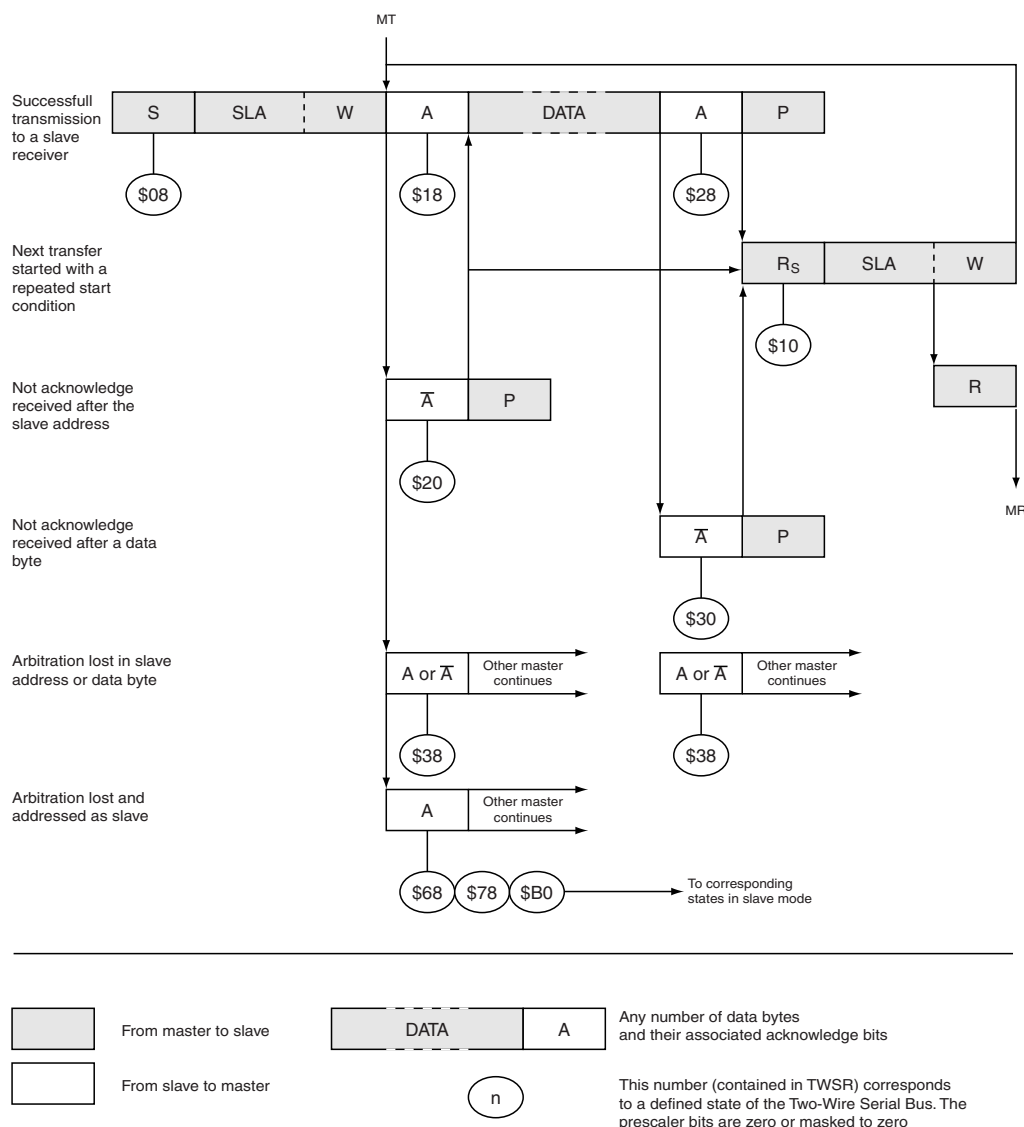 MT
Successfull
transmission
to a slave
receiver
S SLA W A DATA A P
$08 $18 $28
Next transfer
started with a
repeated start
condition
RS SLA W
$10
Not acknowledge
received after the
slave address
A P
R
$20
MR
Not acknowledge
received after a data
byte
A P
$30
Arbitration lost in slave
address or data byte
A or A Other master
continues
A or A Other master
continues
$38 $38
Arbitration lost and
addressed as slave
A Other master
continues
$68 $78 $B0
To corresponding
states in slave mode
From master to slave
DATA A
Any number of data bytes
and their associated acknowledge bits
From slave to master
n
This number (contained in TWSR) corresponds
to a defined state of the Two-Wire Serial Bus. The
prescaler bits are zero or masked to zero